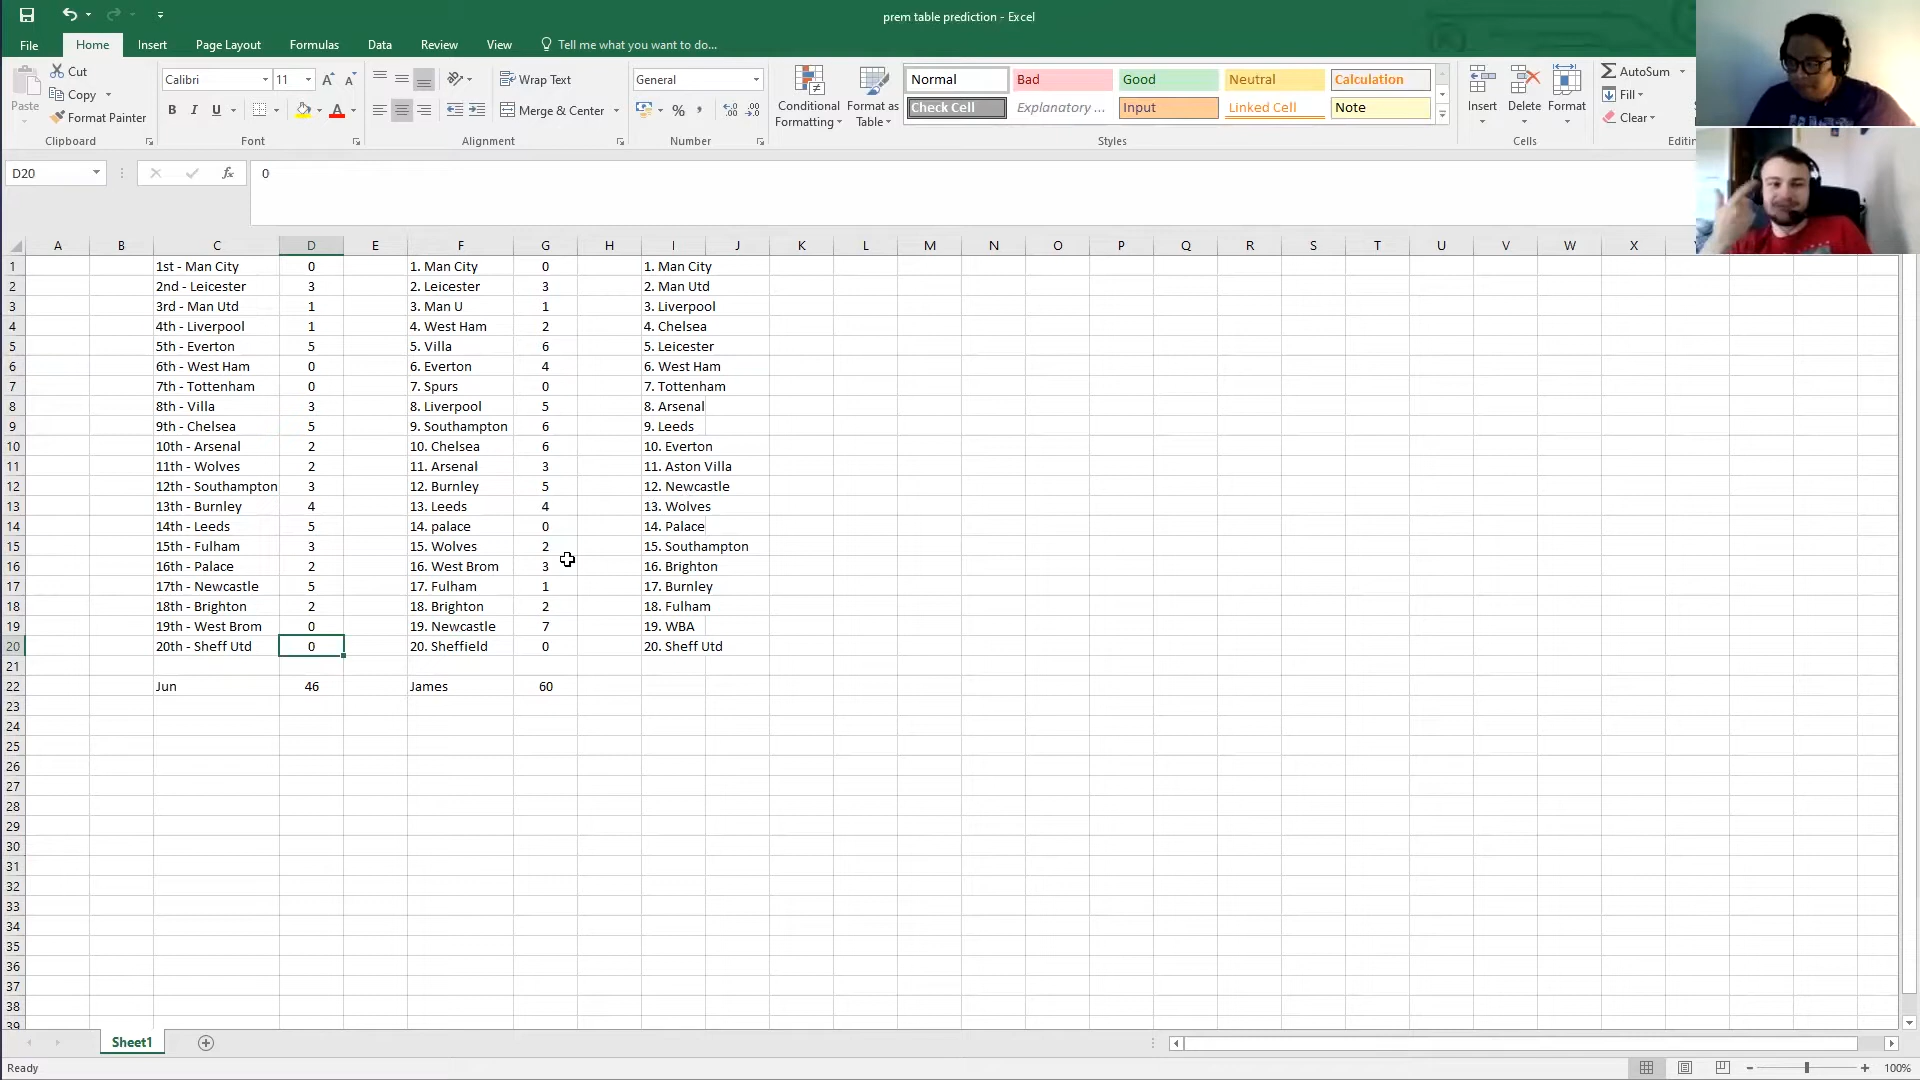 prem table prediction - Excel
File Home Insert Page Layout Formulas Data Review View Tell me what you want to do...
Paste
Cut
Copy
Format Painter
Clipboard
Calibri 11
B I U
Font
Wrap Text
Merge & Center
Alignment
General
Number
Conditional Formatting
Format as Table
Normal Bad Good Neutral Calculation
Check Cell Explanatory ... Input Linked Cell Note
Styles
Insert Delete Format
Cells
AutoSum
Fill
Clear
Editin
D20 fx 0
A B C D E F G H I J K L M N O P Q R S T U V W X
1 1st - Man City 0 1. Man City 0 1. Man City
2 2nd - Leicester 3 2. Leicester 3 2. Man Utd
3 3rd - Man Utd 1 3. Man U 1 3. Liverpool
4 4th - Liverpool 1 4. West Ham 2 4. Chelsea
5 5th - Everton 5 5. Villa 6 5. Leicester
6 6th - West Ham 0 6. Everton 4 6. West Ham
7 7th - Tottenham 0 7. Spurs 0 7. Tottenham
8 8th - Villa 3 8. Liverpool 5 8. Arsenal
9 9th - Chelsea 5 9. Southampton 6 9. Leeds
10 10th - Arsenal 2 10. Chelsea 6 10. Everton
11 11th - Wolves 2 11. Arsenal 3 11. Aston Villa
12 12th - Southampton 3 12. Burnley 5 12. Newcastle
13 13th - Burnley 4 13. Leeds 4 13. Wolves
14 14th - Leeds 5 14. palace 0 14. Palace
15 15th - Fulham 3 15. Wolves 2 15. Southampton
16 16th - Palace 2 16. West Brom 3 16. Brighton
17 17th - Newcastle 5 17. Fulham 1 17. Burnley
18 18th - Brighton 2 18. Brighton 2 18. Fulham
19 19th - West Brom 0 19. Newcastle 7 19. WBA
20 20th - Sheff Utd 0 20. Sheffield 0 20. Sheff Utd
21
22 Jun 46 James 60
23
24
25
26
27
28
29
30
31
32
33
34
35
36
37
38
39
Sheet1
Ready 100%